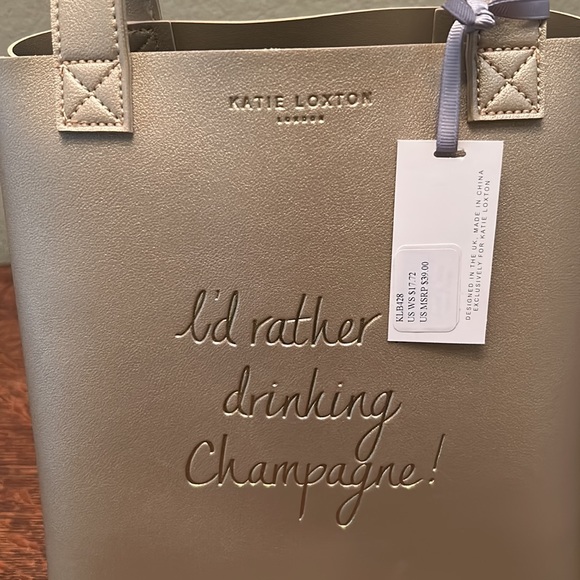 KATIE LOXTON
LONDON
I'd rather
drinking
Champagne!
KLB428
US WS $17.72
US MSRP $39.00
DESIGNED IN THE UK, MADE IN CHINA
EXCLUSIVELY FOR KATIE LOXTON